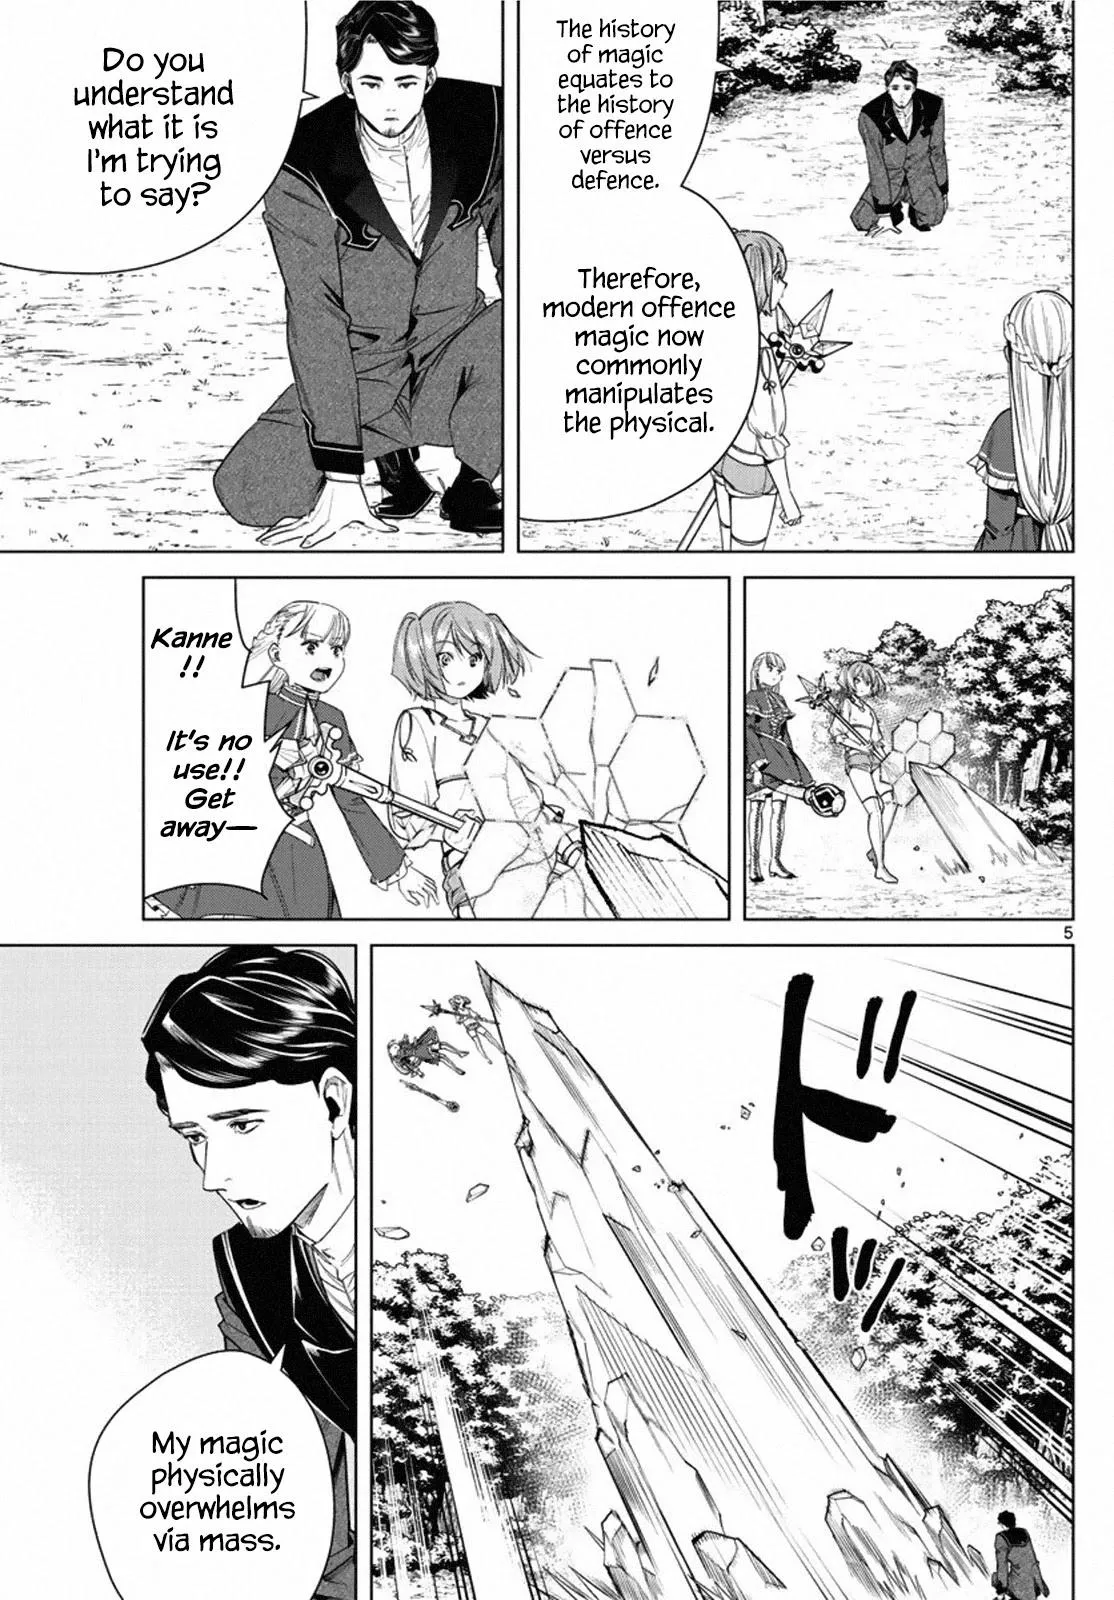 The history
of magic
equates to
the history
of offence
versus
defence.
Therefore,
modern offence
magic now
commonly
manipulates
the physical.
Do you
understand
what it is
I'm trying
to say?
Kanne
!!
It's no
use!!
Get
away—
5
ドドッ
My magic
physically
overwhelms
via mass.